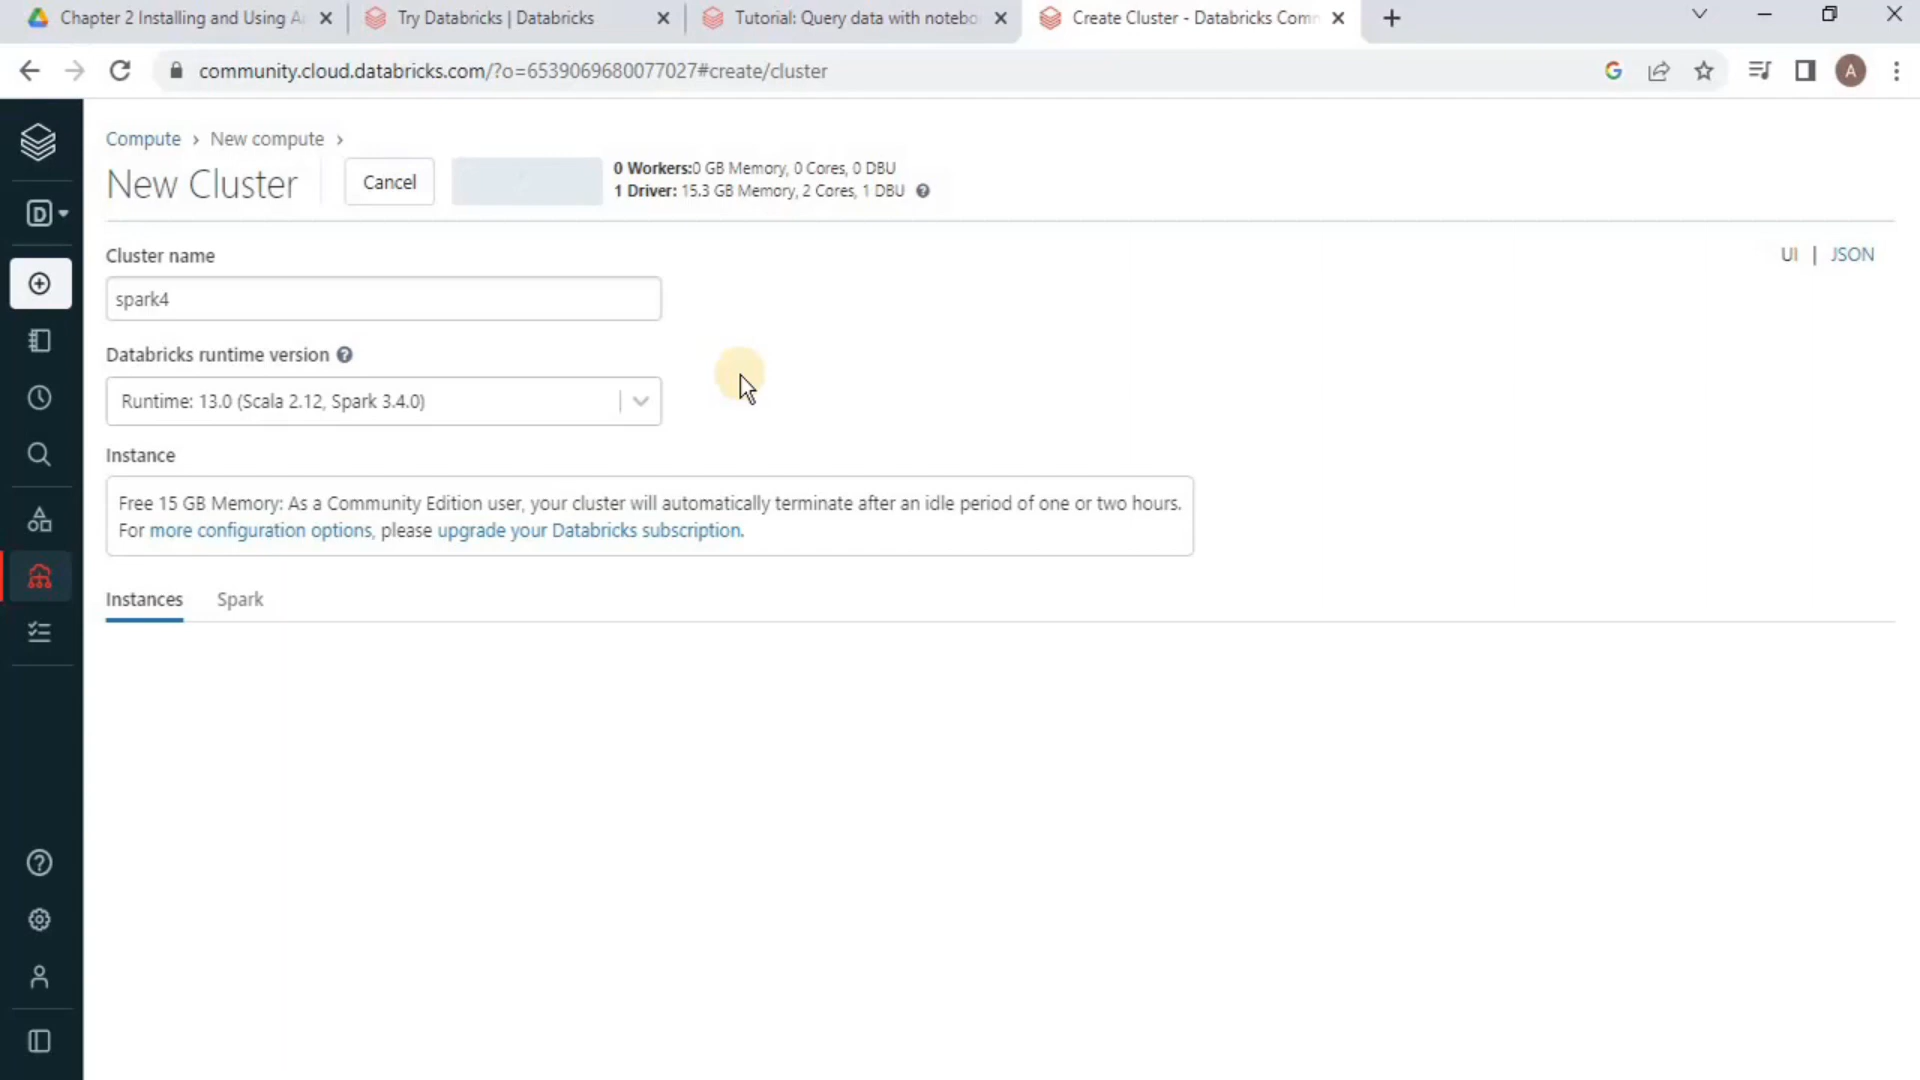 Chapter 2 Installing and Using A
Try Databricks | Databricks
Tutorial: Query data with notebo
Create Cluster - Databricks Com
community.cloud.databricks.com/?o=6539069680077027#create/cluster
G
A
Compute › New compute ›
New Cluster
Cancel
0 Workers:0 GB Memory, 0 Cores, 0 DBU
1 Driver: 15.3 GB Memory, 2 Cores, 1 DBU ?
D
Cluster name
UI | JSON
spark4
Databricks runtime version ?
Runtime: 13.0 (Scala 2.12, Spark 3.4.0)
Instance
Free 15 GB Memory: As a Community Edition user, your cluster will automatically terminate after an idle period of one or two hours.
For more configuration options, please upgrade your Databricks subscription.
Instances
Spark